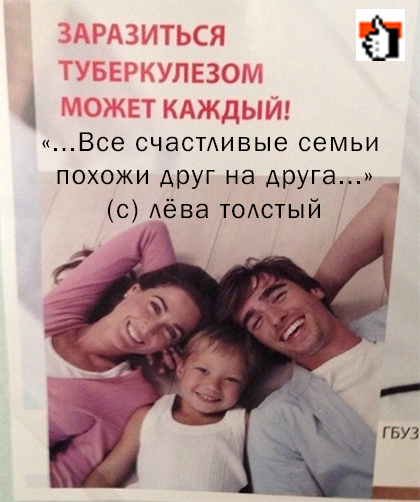 ЗАРАЗИТЬСЯ
ТУБЕРКУЛЕЗОМ
МОЖЕТ КАЖДЫЙ!
«...Все счастливые семьи
похожи друг на друга...»
(с) лёва толстый
ГБУЗ